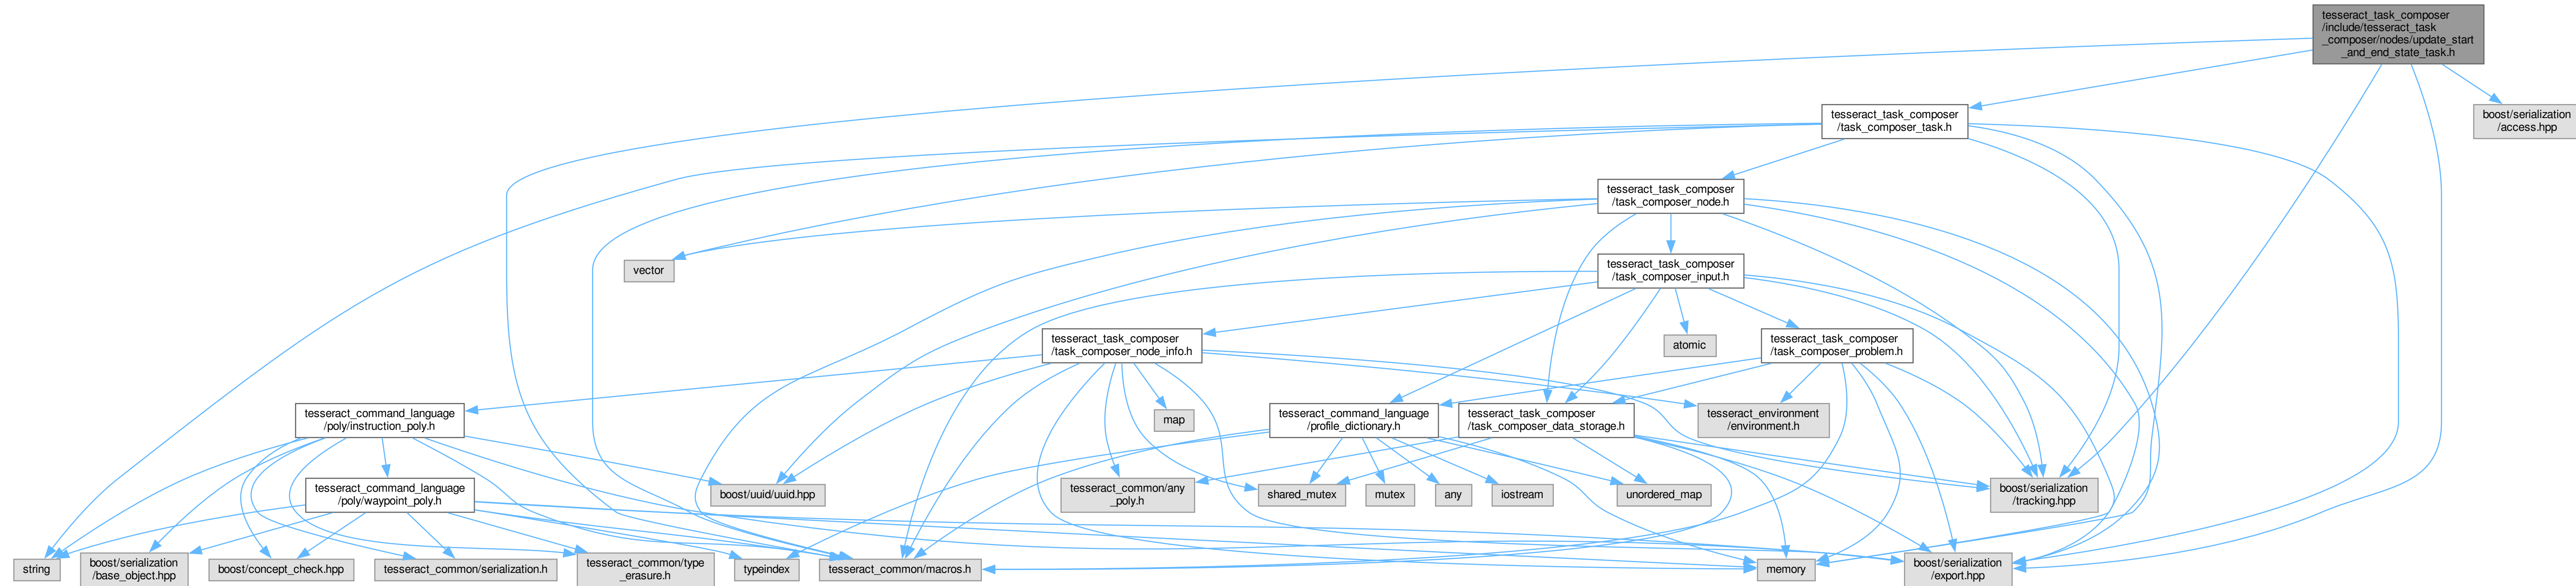 tesseract_task_composer
/include/tesseract_task
_composer/nodes/update_start
_and_end_state_task.h
tesseract_task_composer
/task_composer_task.h
boost/serialization
/access.hpp
tesseract_task_composer
/task_composer_node.h
vector
tesseract_task_composer
/task_composer_input.h
tesseract_task_composer
/task_composer_node_info.h
atomic
tesseract_task_composer
/task_composer_problem.h
tesseract_command_language
/poly/instruction_poly.h
map
tesseract_command_language
/profile_dictionary.h
tesseract_task_composer
/task_composer_data_storage.h
tesseract_environment
/environment.h
tesseract_command_language
/poly/waypoint_poly.h
boost/uuid/uuid.hpp
tesseract_common/any
_poly.h
shared_mutex
mutex
any
iostream
unordered_map
boost/serialization
/tracking.hpp
string
boost/serialization
/base_object.hpp
boost/concept_check.hpp
tesseract_common/serialization.h
tesseract_common/type
_erasure.h
typeindex
tesseract_common/macros.h
memory
boost/serialization
/export.hpp